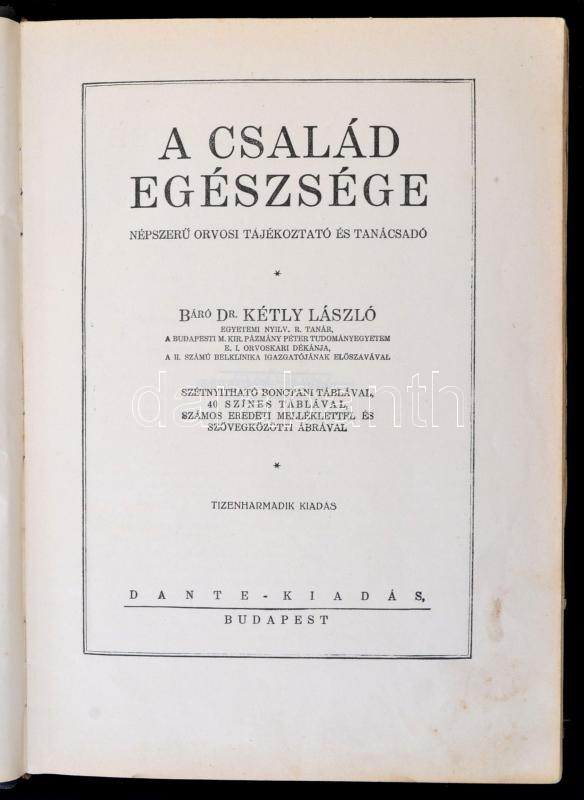 A CSALÁD
EGÉSZSÉGE
NÉPSZERŰ ORVOSI TÁJÉKOZTATÓ ÉS TANÁCSADÓ
*
BÁRÓ DR. KÉTLY LÁSZLÓ
EGYETEMI NYILV. R. TANÁR,
A BUDAPESTI M. KIR. PÁZMÁNY PÉTER TUDOMÁNYEGYETEM
E. I. ORVOSKARI DÉKÁNJA,
A II. SZÁMÚ BELKLINIKA IGAZGATÓJÁNAK ELŐSZAVÁVAL
SZÉTNYITHATÓ BONCTANI TÁBLÁVAL,
40 SZÍNES TÁBLÁVAL,
SZÁMOS EREDETI MELLÉKLETTEL ÉS
SZÖVEGKÖZÖTTI ÁBRÁVAL
*
TIZENHARMADIK KIADÁS
DANTE-KIADÁS,
BUDAPEST
darabanth